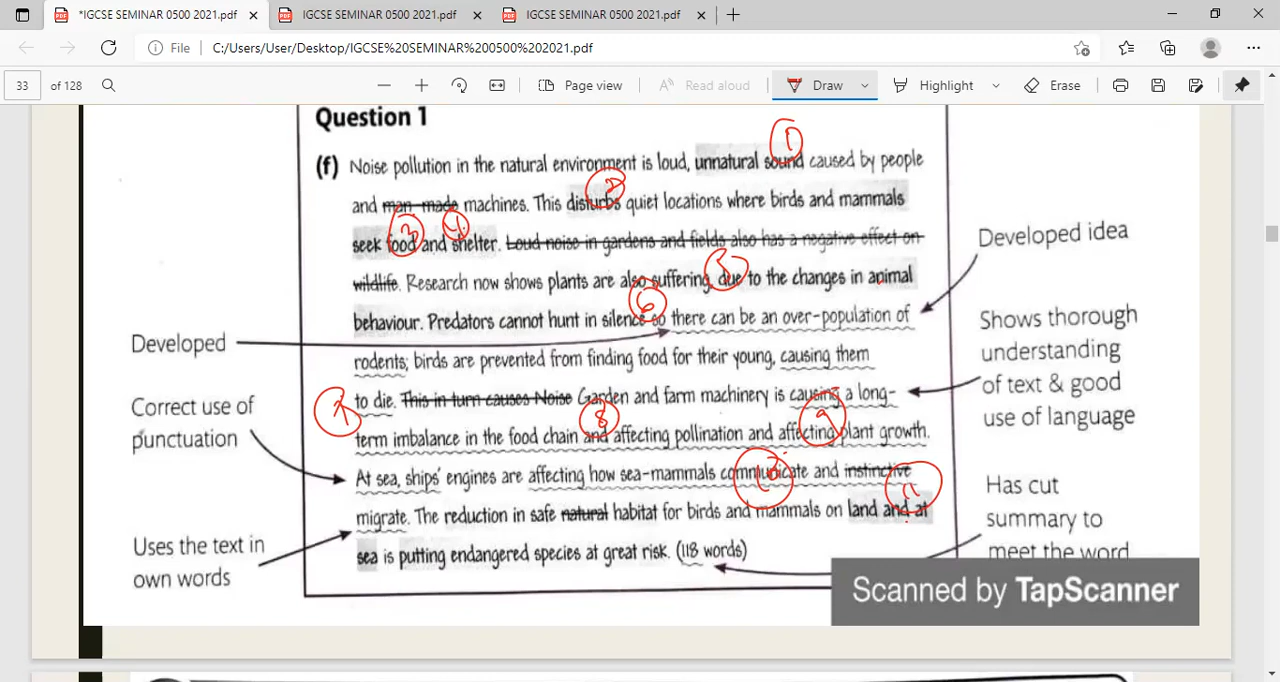 *IGCSE SEMINAR 0500 2021.pdf
IGCSE SEMINAR 0500 2021.pdf
IGCSE SEMINAR 0500 2021.pdf
File
C:/Users/User/Desktop/IGCSE%20SEMINAR%200500%202021.pdf
33 of 128
Page view
Read aloud
Draw
Highlight
Erase
Question 1
(f) Noise pollution in the natural environment is loud, unnatural sound caused by people
and man-made machines. This disturbs quiet locations where birds and mammals
seek food and shelter. Loud noise in gardens and fields also has a negative effect on
wildlife. Research now shows plants are also suffering, due to the changes in animal
behaviour. Predators cannot hunt in silence so there can be an over-population of
rodents; birds are prevented from finding food for their young, causing them
to die. This in turn causes Noise Garden and farm machinery is causing a long-
term imbalance in the food chain and affecting pollination and affecting plant growth.
At sea, ships' engines are affecting how sea-mammals communicate and instinctive
migrate. The reduction in safe natural habitat for birds and mammals on land and at
sea is putting endangered species at great risk. (118 words)
1
2
3
4
5
6
7
8
9
10
11
Developed
Correct use of
punctuation
Uses the text in
own words
Developed idea
Shows thorough
understanding
of text & good
use of language
Has cut
summary to
meet the word
Scanned by TapScanner